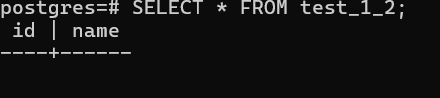 postgres=# SELECT * FROM test_1_2;
 id | name
----+------